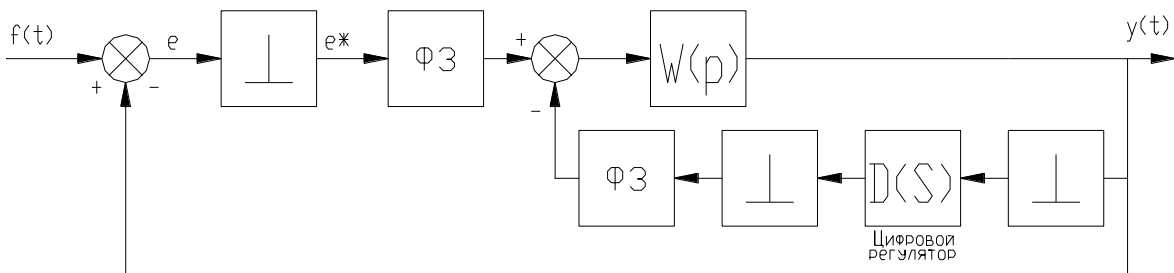 f(t)
e
e*
ФЗ
W(p)
y(t)
+
-
+
-
ФЗ
D(S)
Цифровой
регулятор